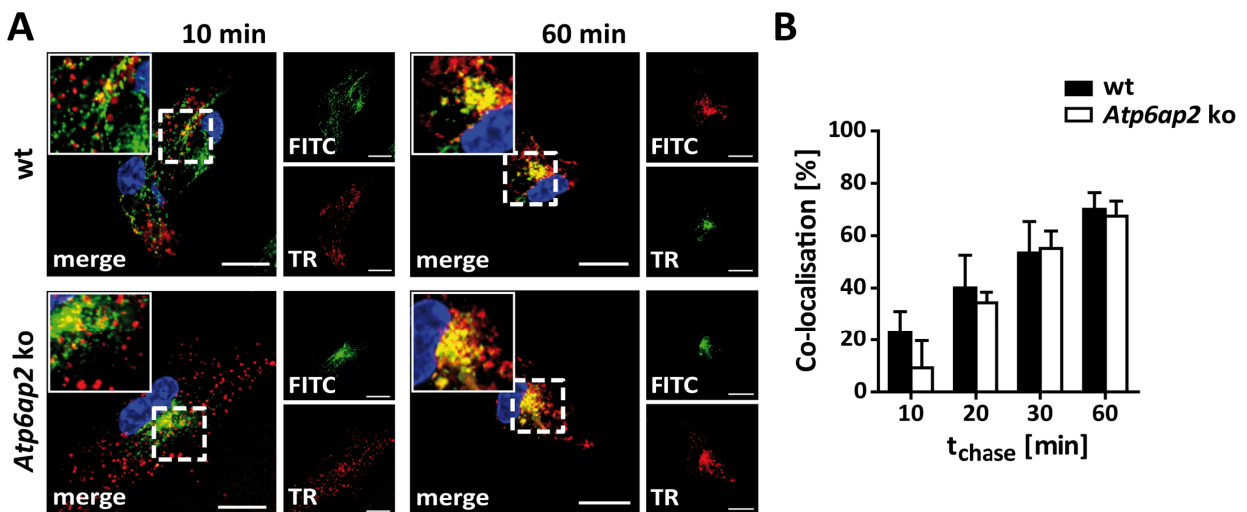 A
10 min
60 min
wt
merge
FITC
TR
merge
FITC
TR
Atp6ap2 ko
merge
FITC
TR
merge
FITC
TR
B
wt
Atp6ap2 ko
Co-localisation [%]
100
80
60
40
20
0
10 20 30 60
tchase [min]